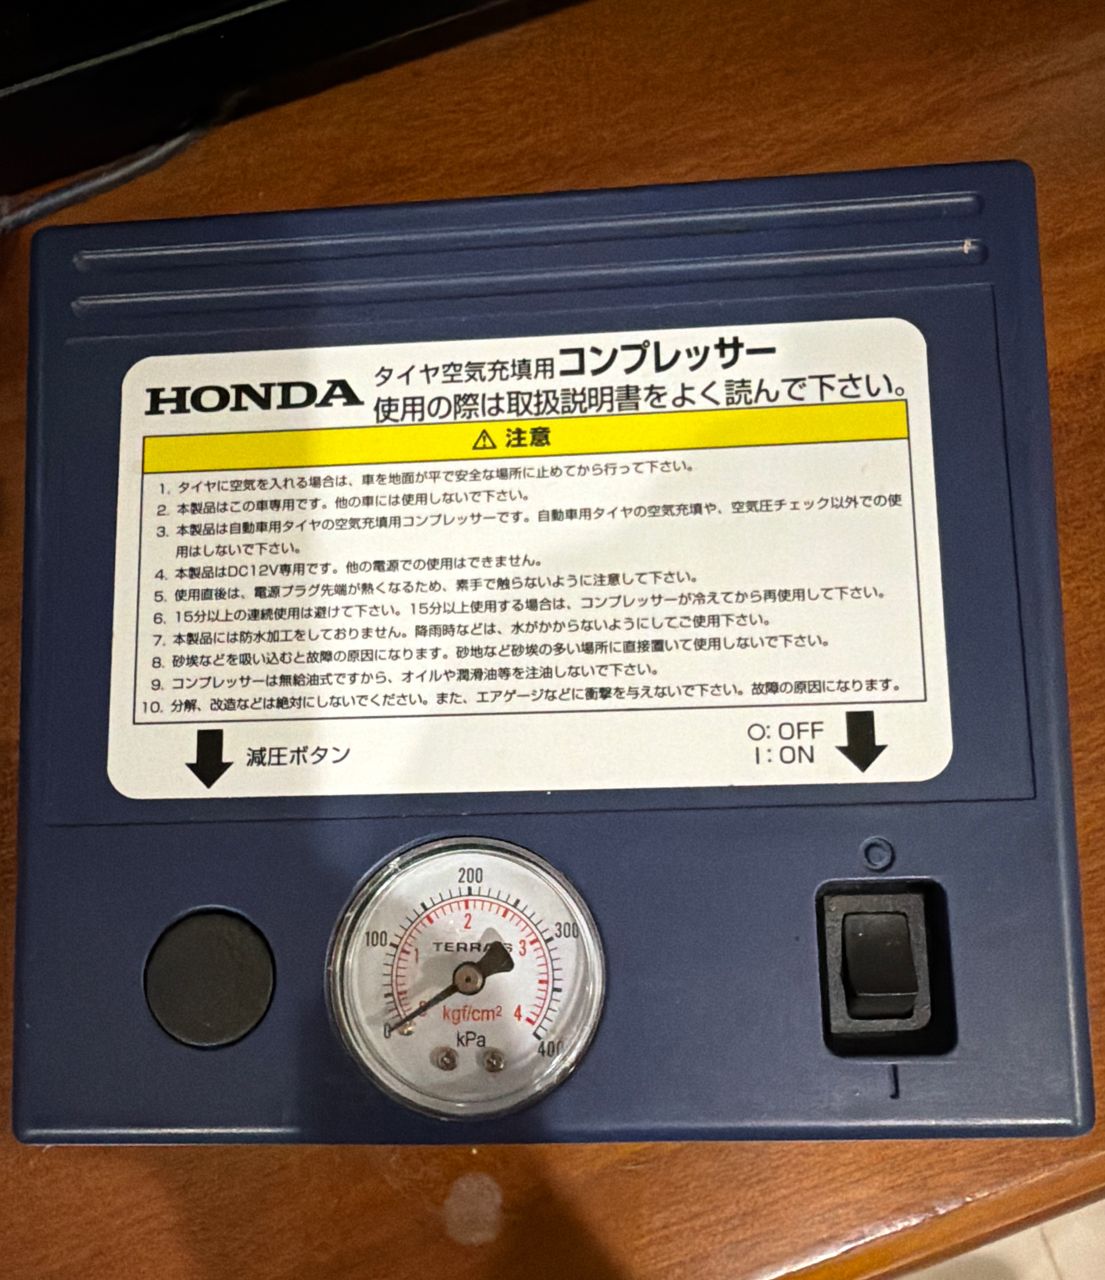 HONDA
タイヤ空気充填用コンプレッサー
使用の際は取扱説明書をよく読んで下さい。
⚠ 注意
1. タイヤに空気を入れる場合は、車を地面が平で安全な場所に止めてから行って下さい。
2. 本製品はこの車専用です。他の車には使用しないで下さい。
3. 本製品は自動車用タイヤの空気充填用コンプレッサーです。自動車用タイヤの空気充填や、空気圧チェック以外での使
用はしないで下さい。
4. 本製品はDC12V専用です。他の電源での使用はできません。
5. 使用直後は、電源プラグ先端が熱くなるため、素手で触らないように注意して下さい。
6. 15分以上の連続使用は避けて下さい。15分以上使用する場合は、コンプレッサーが冷えてから再使用して下さい。
7. 本製品には防水加工をしておりません。降雨時などは、水がかからないようにしてご使用下さい。
8. 砂埃などを吸い込むと故障の原因になります。砂地など砂埃の多い場所に直接置いて使用しないで下さい。
9. コンプレッサーは無給油式ですから、オイルや潤滑油等を注油しないで下さい。
10. 分解、改造などは絶対にしないでください。また、エアゲージなどに衝撃を与えないで下さい。故障の原因になります。
減圧ボタン
O: OFF
I: ON
200
100
300
2
1
3
0
4
0
400
kgf/cm²
kPa
O
I